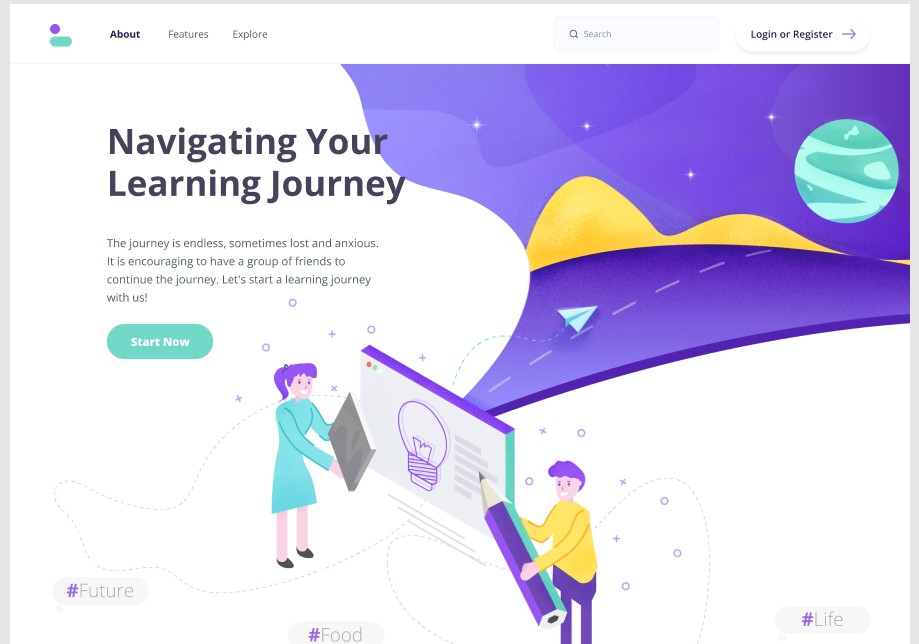 About
Features
Explore
Search
Login or Register
Navigating Your
Learning Journey
The journey is endless, sometimes lost and anxious.
It is encouraging to have a group of friends to
continue the journey. Let's start a learning journey
with us!
Start Now
#Future
#Food
#Life